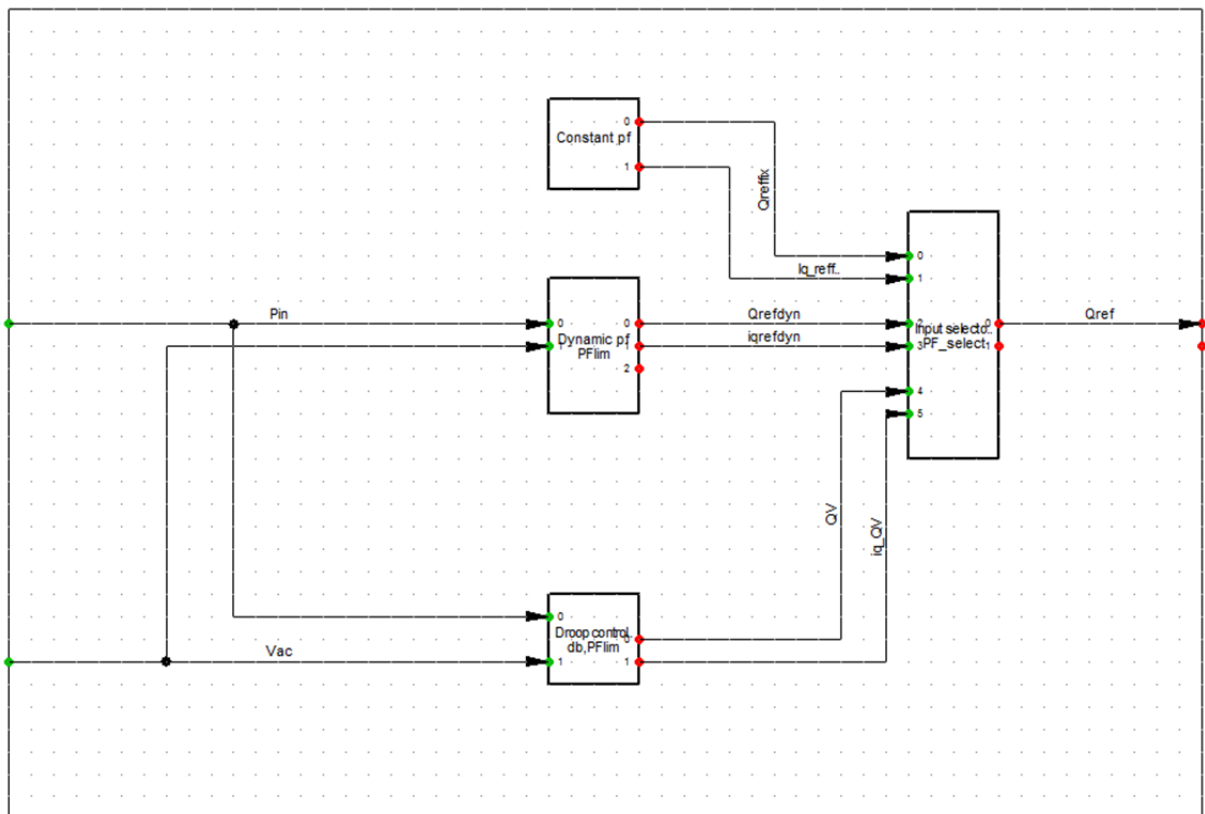 0
Constant pf
1
Qreffix
0
1
Iq_reff..
Pin
0
0
Qrefdyn
2
Input selecto..
0
Qref
Dynamic pf
1
1
iqrefdyn
3
PF_select
1
PFlim
2
4
5
QV
iq_QV
0
Droop control..
0
Vac
1
db,PFlim
1